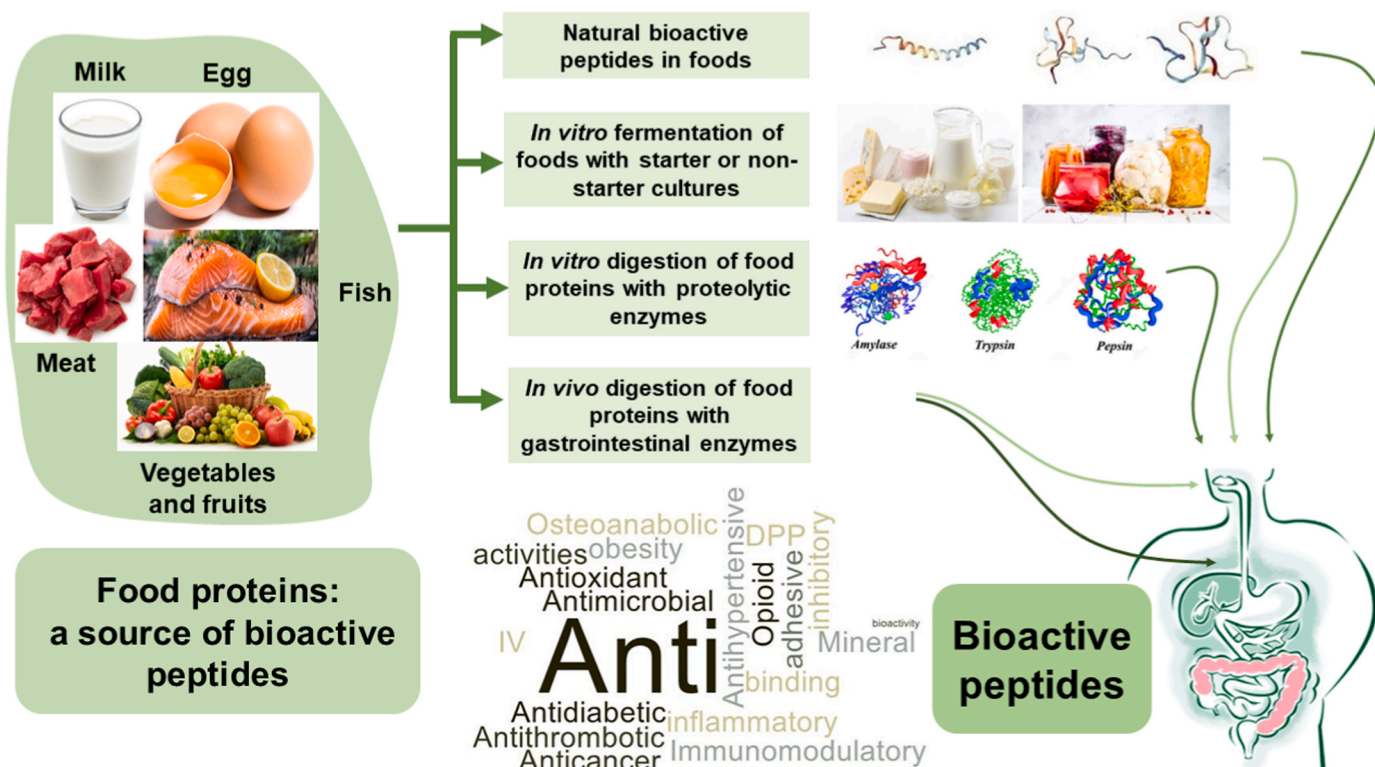 Milk
Egg
Meat
Fish
Vegetables
and fruits
Food proteins:
a source of bioactive
peptides
Natural bioactive
peptides in foods
In vitro fermentation of
foods with starter or non-
starter cultures
In vitro digestion of food
proteins with proteolytic
enzymes
In vivo digestion of food
proteins with
gastrointestinal enzymes
Amylase
Trypsin
Pepsin
Osteoanabolic
activities
obesity
Antioxidant
Antimicrobial
IV
Anti
Antihypertensive
DPP
Opioid
adhesive
inhibitory
bioactivity
Mineral
binding
Antidiabetic
inflammatory
Antithrombotic
Immunomodulatory
Anticancer
Bioactive
peptides